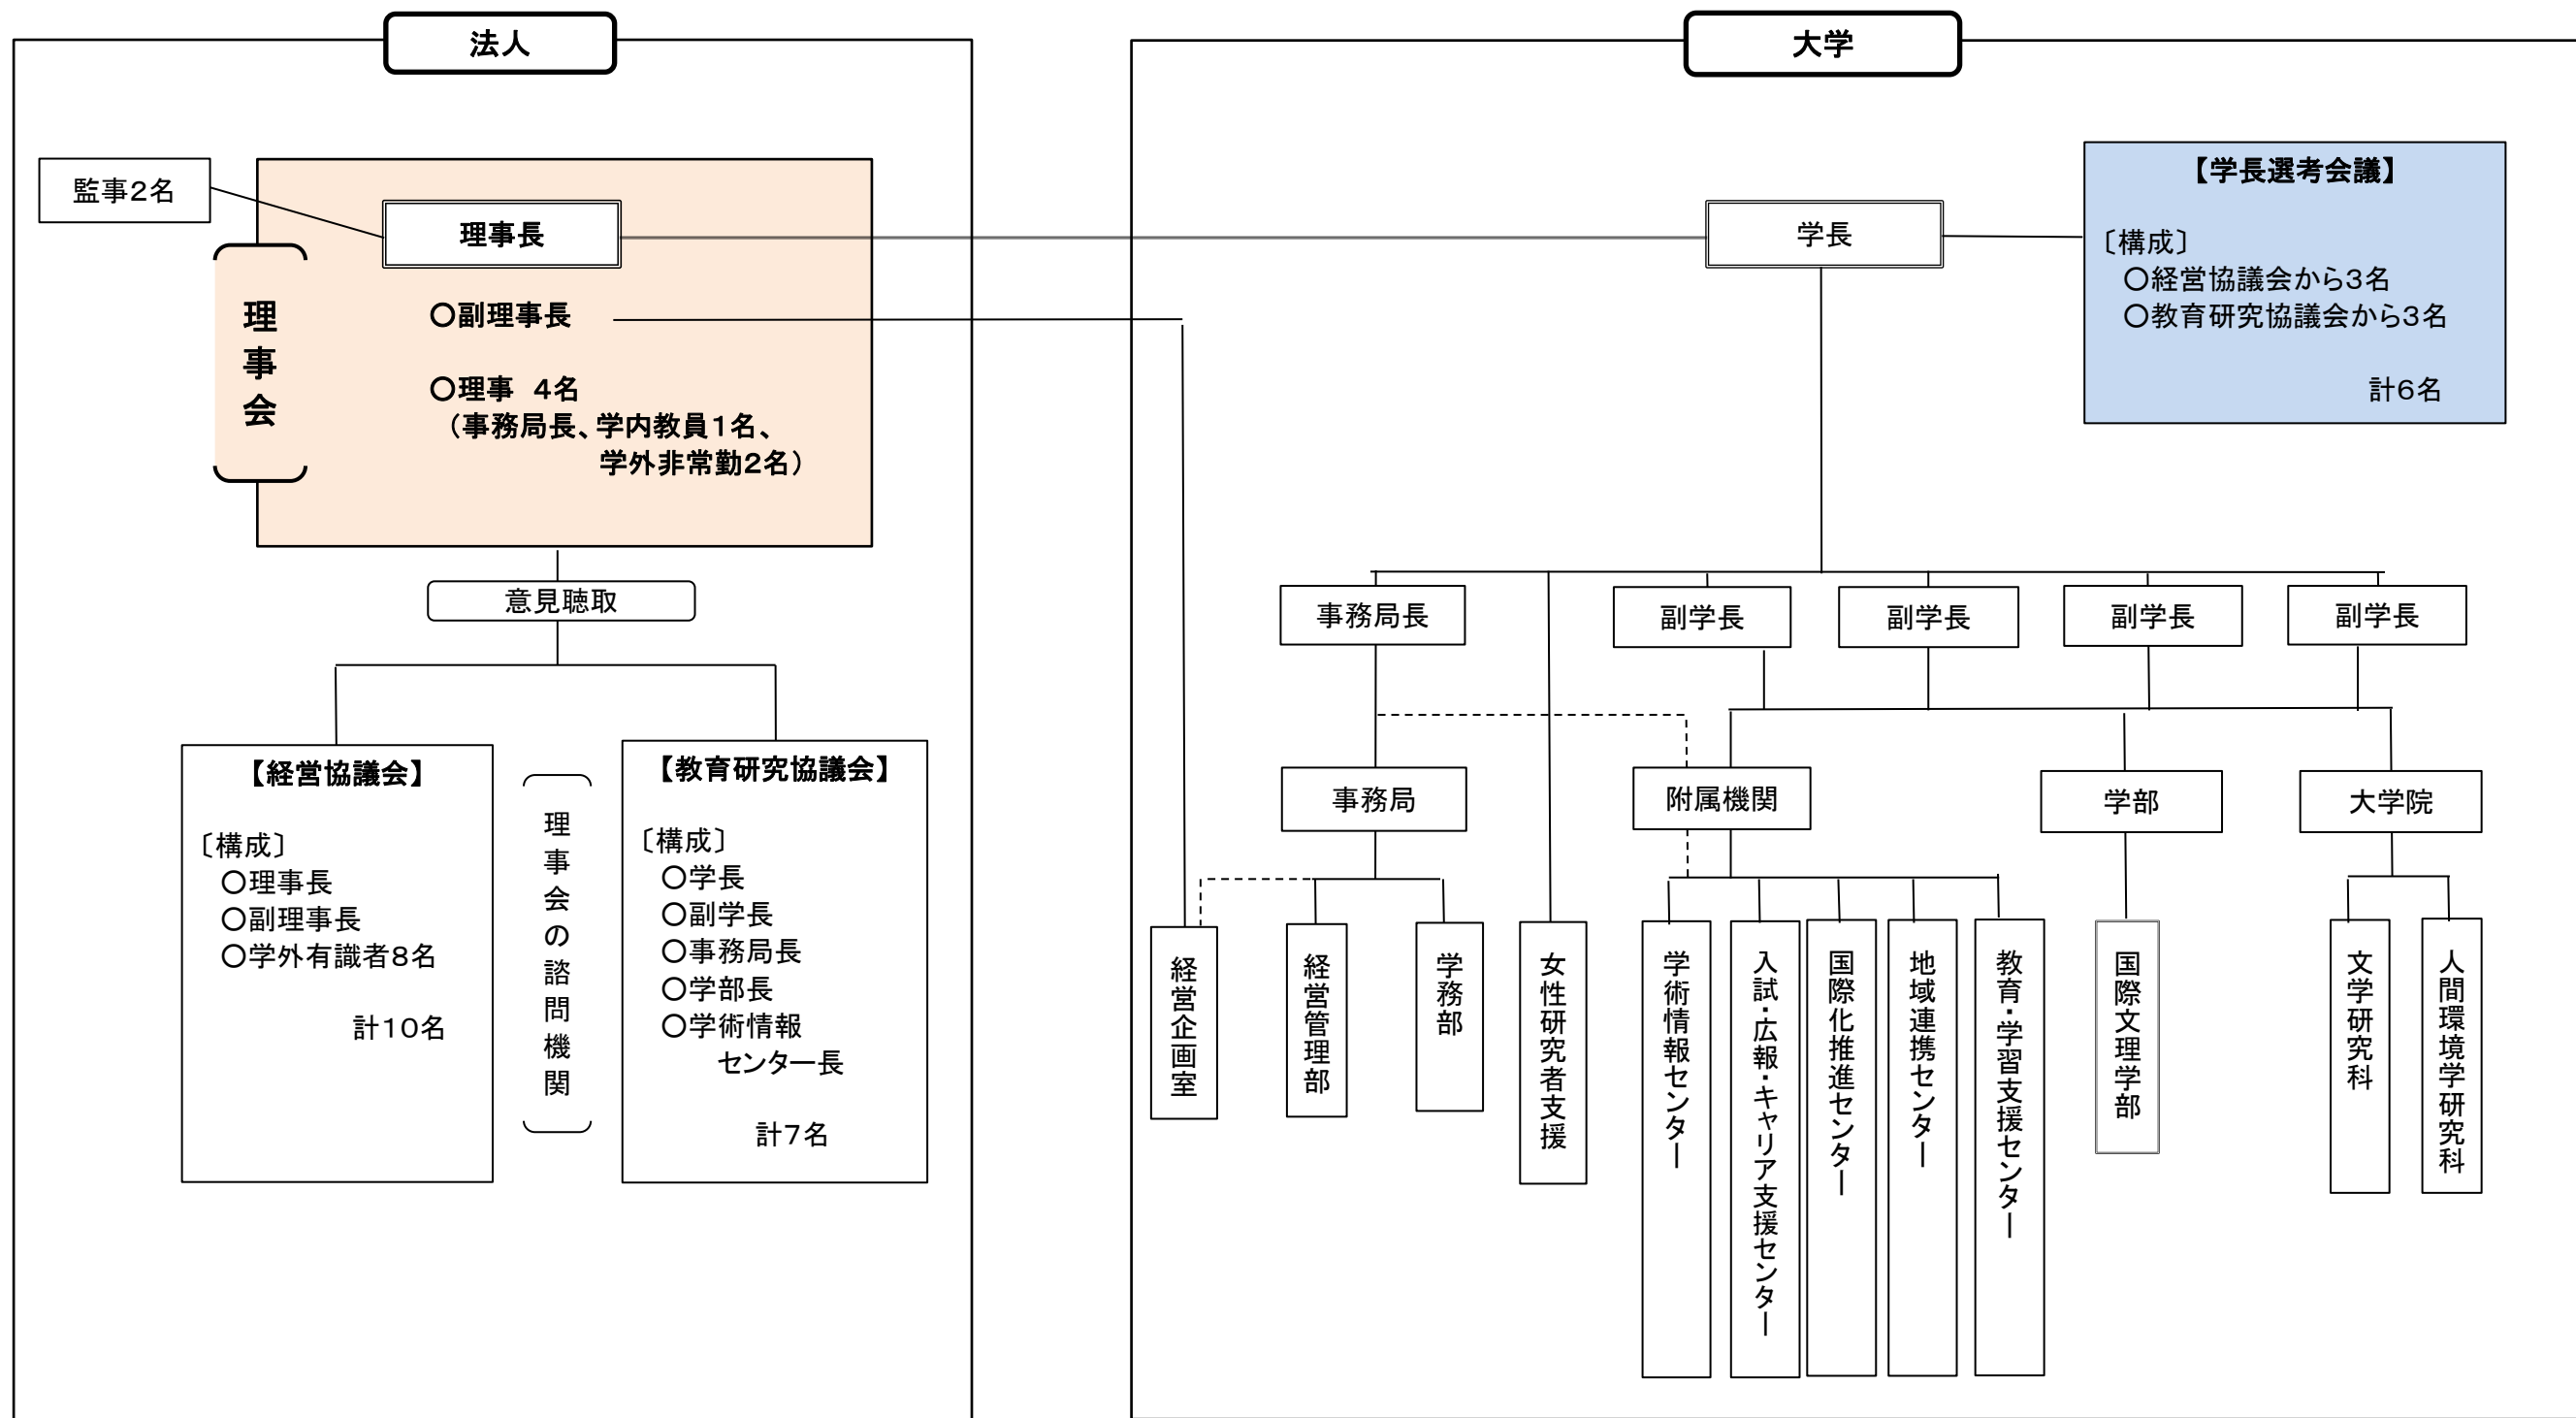 法人
監事2名
理事長
理事会
〇副理事長
〇理事　4名
（事務局長、学内教員１名、
学外非常勤2名）
意見聴取
【経営協議会】
〔構成〕
〇理事長
〇副理事長
〇学外有識者8名
計10名
理事会の諮問機関
【教育研究協議会】
〔構成〕
〇学長
〇副学長
〇事務局長
〇学部長
〇学術情報
センター長
計7名
大学
学長
【学長選考会議】
〔構成〕
〇経営協議会から3名
〇教育研究協議会から3名
計6名
事務局長
副学長
副学長
副学長
副学長
事務局
附属機関
学部
大学院
経営企画室
経営管理部
学務部
女性研究者支援
学術情報センター
入試・広報・キャリア支援センター
国際化推進センター
地域連携センター
教育・学習支援センター
国際文理学部
文学研究科
人間環境学研究科